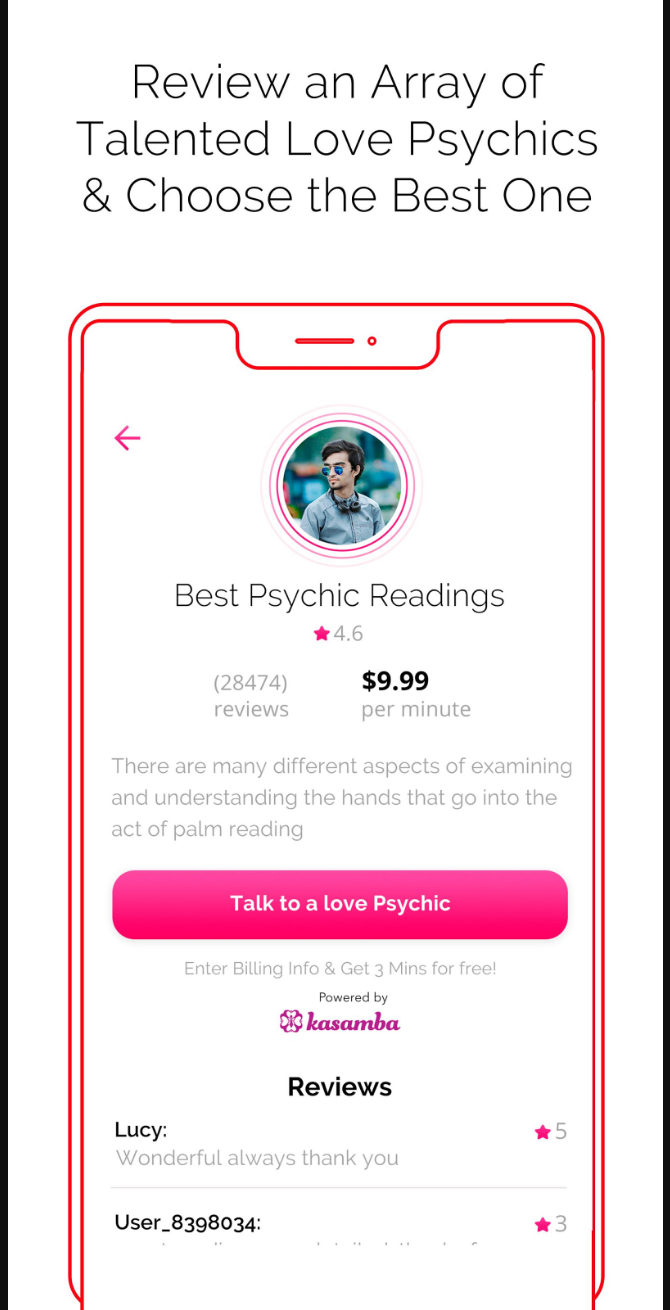 Review an Array of
Talented Love Psychics
& Choose the Best One
Best Psychic Readings
4.6
(28474) $9.99
reviews per minute
There are many different aspects of examining
and understanding the hands that go into the
act of palm reading
Talk to a love Psychic
Enter Billing Info & Get 3 Mins for free!
Powered by
kasamba
Reviews
Lucy: 5
Wonderful always thank you
User_8398034: 3